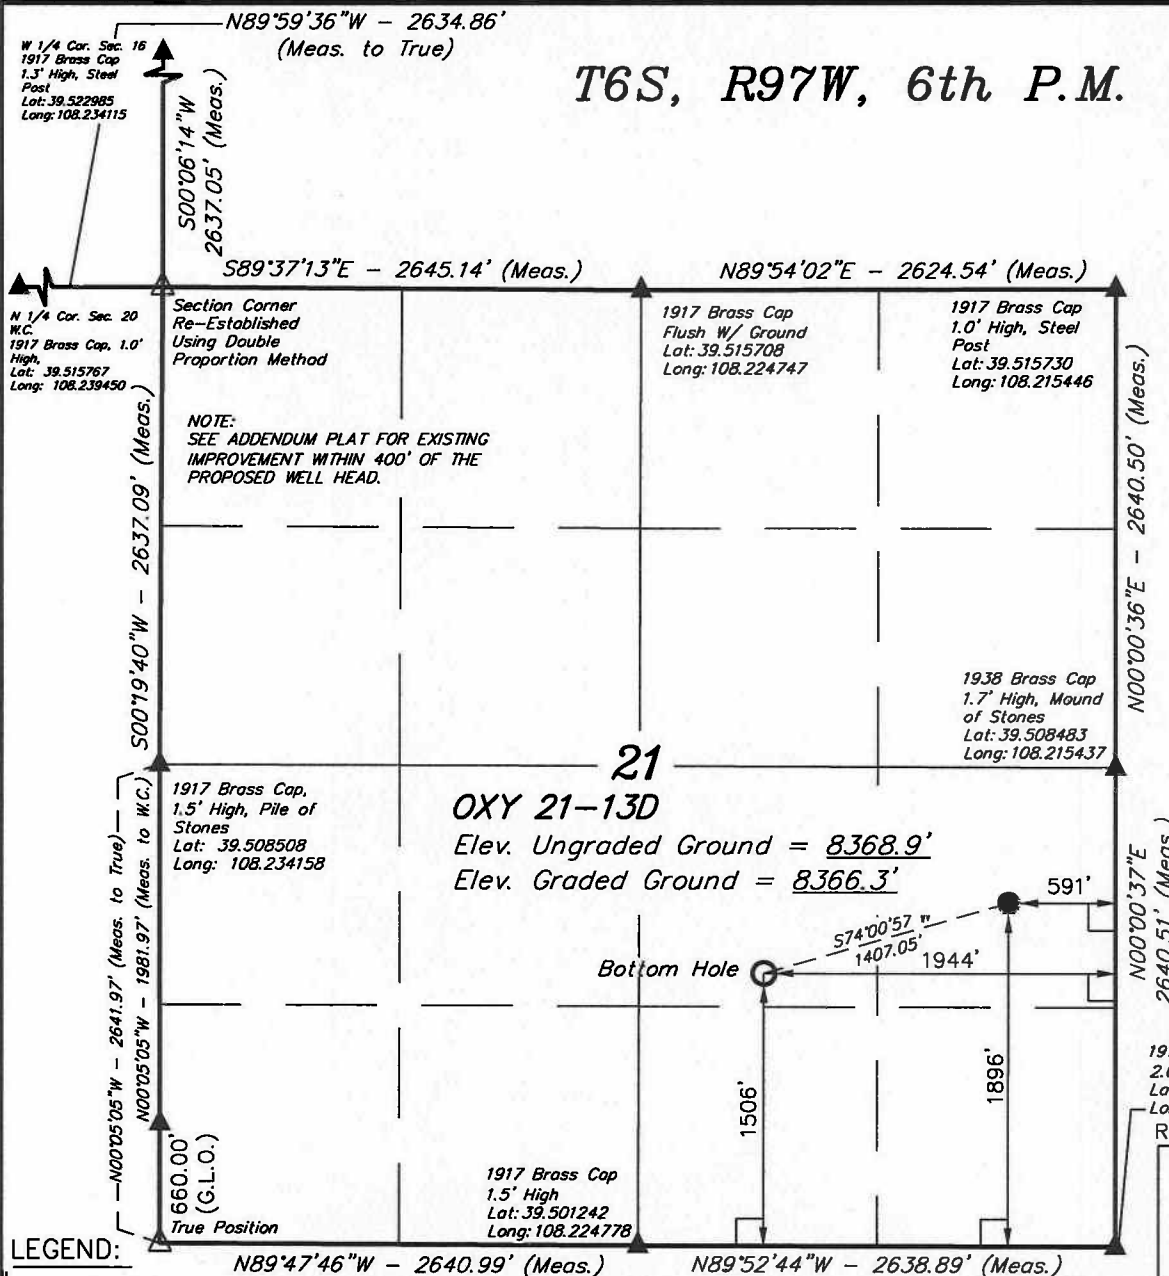 N89°59'36"W - 2634.86'
(Meas. to True)
T6S, R97W, 6th P.M.
W 1/4 Cor. Sec. 16
1917 Brass Cap
1.3' High, Steel
Post
Lat: 39.522985
Long: 108.234115
S00°06'14"W
2637.05' (Meas.)
S89°37'13"E - 2645.14' (Meas.)
N89°54'02"E - 2624.54' (Meas.)
N 1/4 Cor. Sec. 20
W.C.
1917 Brass Cap, 1.0'
High,
Lat: 39.515767
Long: 108.239450
Section Corner
Re-Established
Using Double
Proportion Method
1917 Brass Cap
Flush W/ Ground
Lat: 39.515708
Long: 108.224747
1917 Brass Cap
1.0' High, Steel
Post
Lat: 39.515730
Long: 108.215446
NOTE:
SEE ADDENDUM PLAT FOR EXISTING
IMPROVEMENT WITHIN 400' OF THE
PROPOSED WELL HEAD.
S00°19'40"W - 2637.09' (Meas.)
N00°00'36"E - 2640.50' (Meas.)
1938 Brass Cap
1.7' High, Mound
of Stones
Lat: 39.508483
Long: 108.215437
21
1917 Brass Cap,
1.5' High, Pile of
Stones
Lat: 39.508508
Long: 108.234158
OXY 21-13D
Elev. Ungraded Ground = 8368.9'
Elev. Graded Ground = 8366.3'
591'
S74°00'57"
1407.05'
Bottom Hole
1944'
N00°00'37"E
2640.51' (Meas.)
N00°05'05"W - 2641.97' (Meas. to True)
N00°05'05"W - 1981.97' (Meas. to W.C.)
1506'
1896'
19
2.
La
Lo
R
660.00'
(G.L.O.)
1917 Brass Cap
1.5' High
Lat: 39.501242
Long: 108.224778
True Position
LEGEND:
N89°47'46"W - 2640.99' (Meas.)
N89°52'44"W - 2638.89' (Meas.)